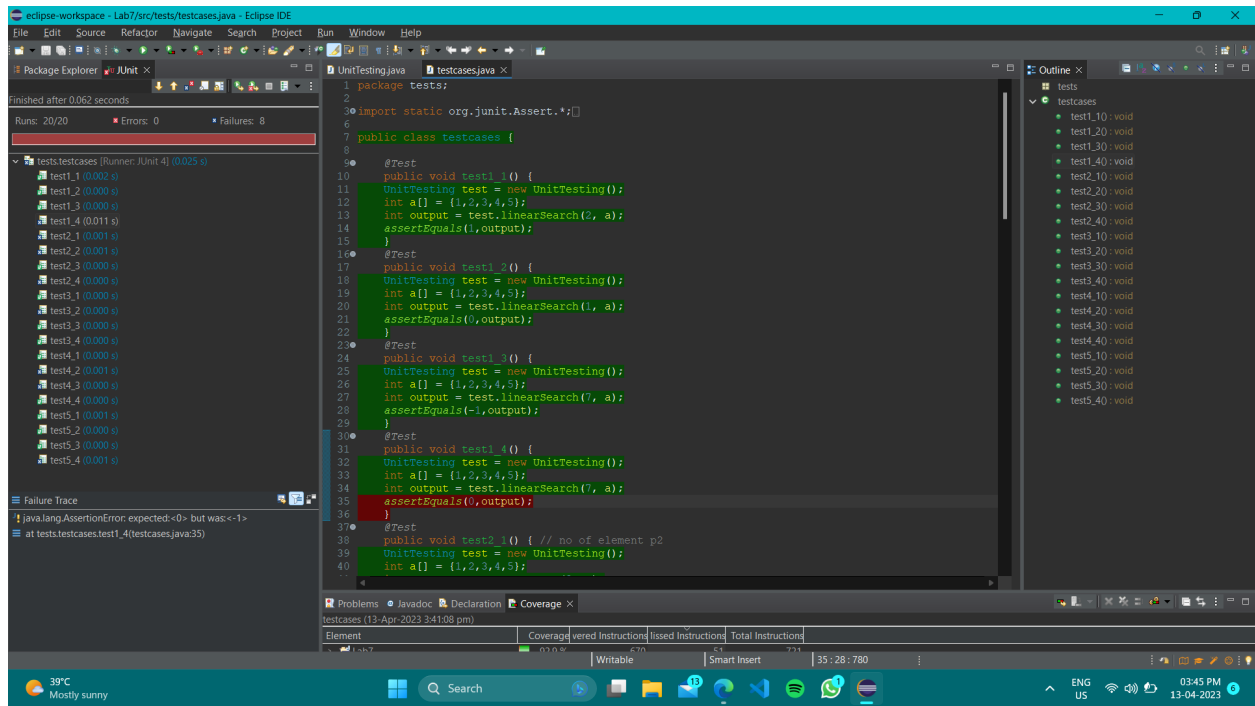 eclipse-workspace - Lab7/src/tests/testcases.java - Eclipse IDE
File Edit Source Refactor Navigate Search Project Run Window Help
Package Explorer JUnit
Finished after 0.062 seconds
Runs: 20/20 Errors: 0 Failures: 8
tests.testcases [Runner: JUnit 4] (0.025 s)
test1_1 (0.002 s)
test1_2 (0.000 s)
test1_3 (0.000 s)
test1_4 (0.011 s)
test2_1 (0.001 s)
test2_2 (0.001 s)
test2_3 (0.000 s)
test2_4 (0.000 s)
test3_1 (0.000 s)
test3_2 (0.000 s)
test3_3 (0.000 s)
test3_4 (0.000 s)
test4_1 (0.000 s)
test4_2 (0.001 s)
test4_3 (0.000 s)
test4_4 (0.000 s)
test5_1 (0.001 s)
test5_2 (0.000 s)
test5_3 (0.000 s)
test5_4 (0.001 s)
Failure Trace
java.lang.AssertionError: expected:<0> but was:<-1>
at tests.testcases.test1_4(testcases.java:35)
UnitTesting.java testcases.java
1 package tests;
2
3 import static org.junit.Assert.*;
6
7 public class testcases {
8
9 @Test
10 public void test1_1() {
11 UnitTesting test = new UnitTesting();
12 int a[] = {1,2,3,4,5};
13 int output = test.linearSearch(2, a);
14 assertEquals(1,output);
15 }
16 @Test
17 public void test1_2() {
18 UnitTesting test = new UnitTesting();
19 int a[] = {1,2,3,4,5};
20 int output = test.linearSearch(1, a);
21 assertEquals(0,output);
22 }
23 @Test
24 public void test1_3() {
25 UnitTesting test = new UnitTesting();
26 int a[] = {1,2,3,4,5};
27 int output = test.linearSearch(7, a);
28 assertEquals(-1,output);
29 }
30 @Test
31 public void test1_4() {
32 UnitTesting test = new UnitTesting();
33 int a[] = {1,2,3,4,5};
34 int output = test.linearSearch(7, a);
35 assertEquals(0,output);
36 }
37 @Test
38 public void test2_1() { // no of element p2
39 UnitTesting test = new UnitTesting();
40 int a[] = {1,2,3,4,5};
Outline
tests
testcases
test1_1() : void
test1_2() : void
test1_3() : void
test1_4() : void
test2_1() : void
test2_2() : void
test2_3() : void
test2_4() : void
test3_1() : void
test3_2() : void
test3_3() : void
test3_4() : void
test4_1() : void
test4_2() : void
test4_3() : void
test4_4() : void
test5_1() : void
test5_2() : void
test5_3() : void
test5_4() : void
Problems Javadoc Declaration Coverage
testcases (13-Apr-2023 3:41:08 pm)
Element Coverage vered Instructions lissed Instructions Total Instructions
Lab7 92.9 % 670 51 721
Writable Smart Insert 35 : 28 : 780
39°C
Mostly sunny
Search
13
1
ENG
US
03:45 PM
13-04-2023
6